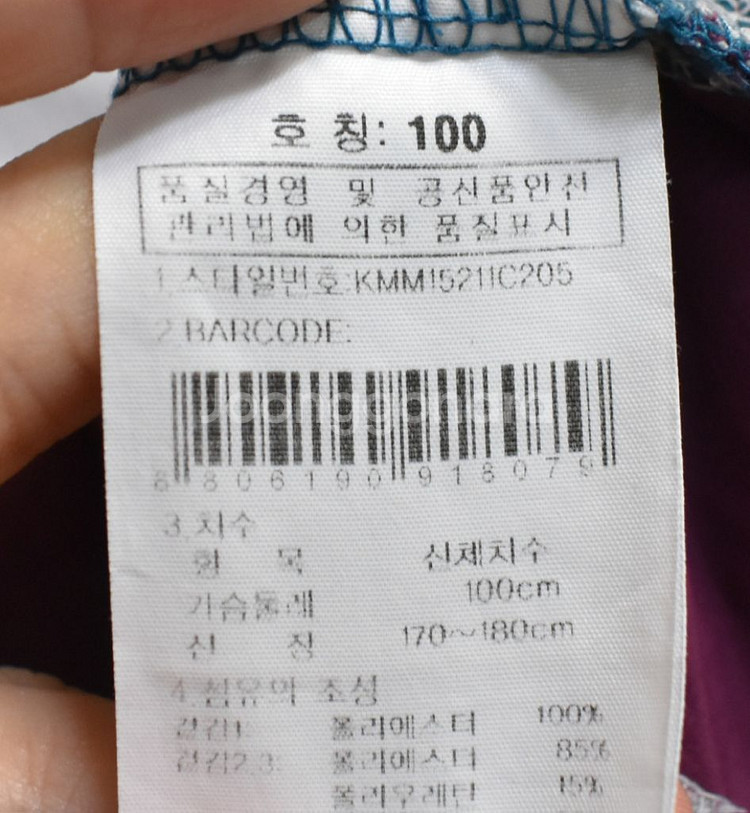 호 칭: 100
품질경영 및 공산품안전
관리법에 의한 품질표시
1.스타일번호:KMM15211C205
2.BARCODE:
8 806190 918079
3.치수
항 목 신체치수
가슴둘레 100cm
신 장 170~180cm
4.섬유의 조성
겉감1: 폴리에스터 100%
겉감2,3: 폴리에스터 85%
폴리우레탄 15%